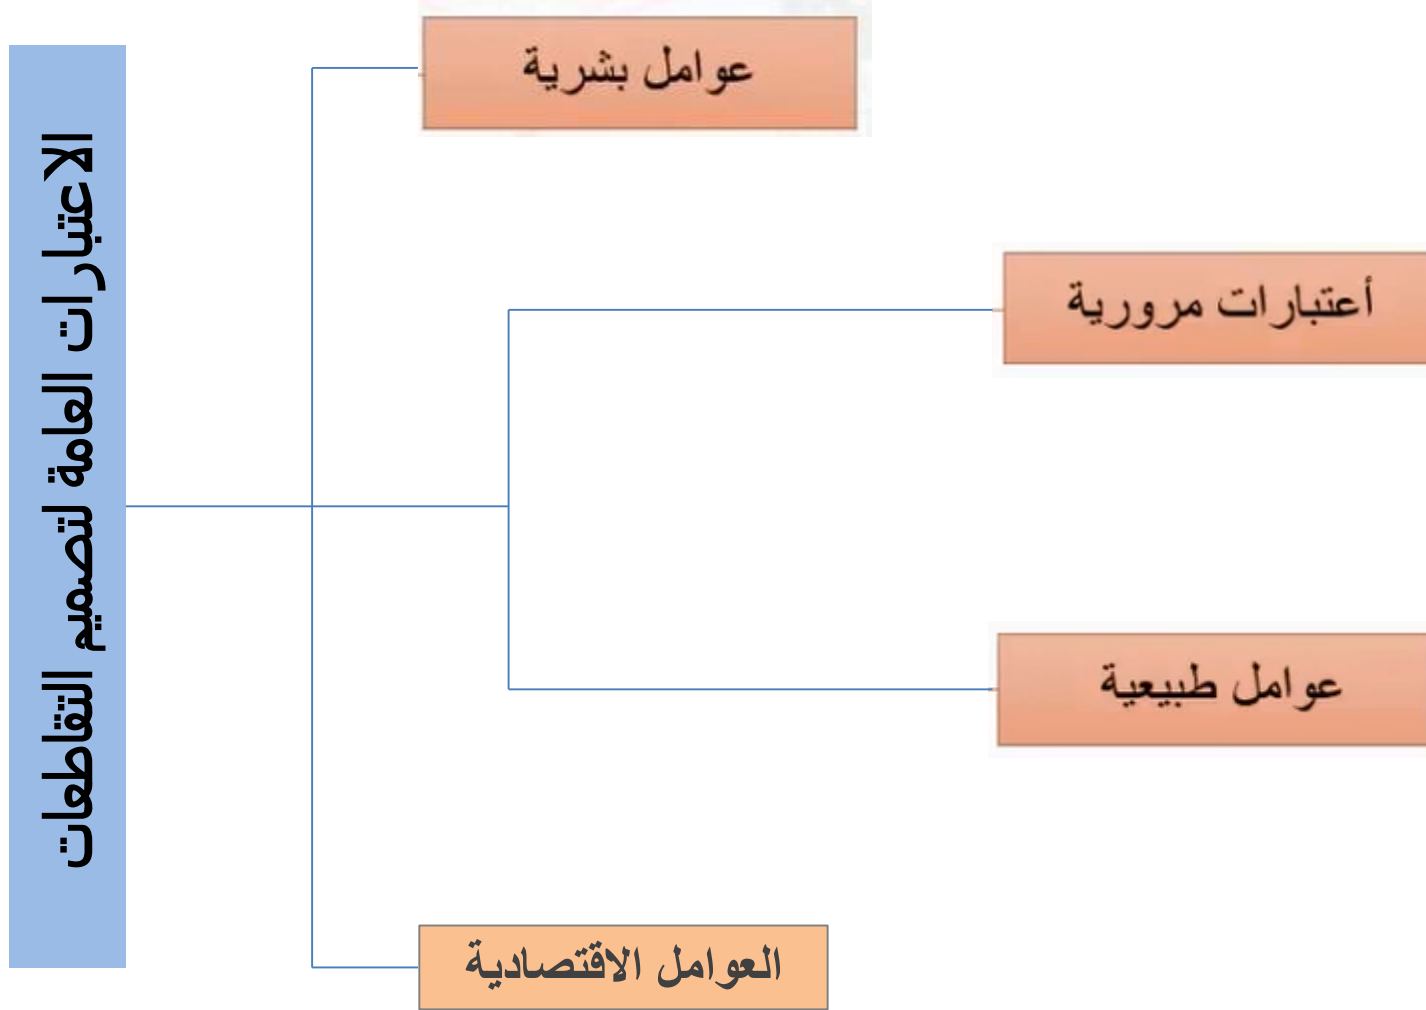 الاعتبارات العامة لتصميم التقاطعات
عوامل بشرية
أعتبارات مرورية
عوامل طبيعية
العوامل الاقتصادية